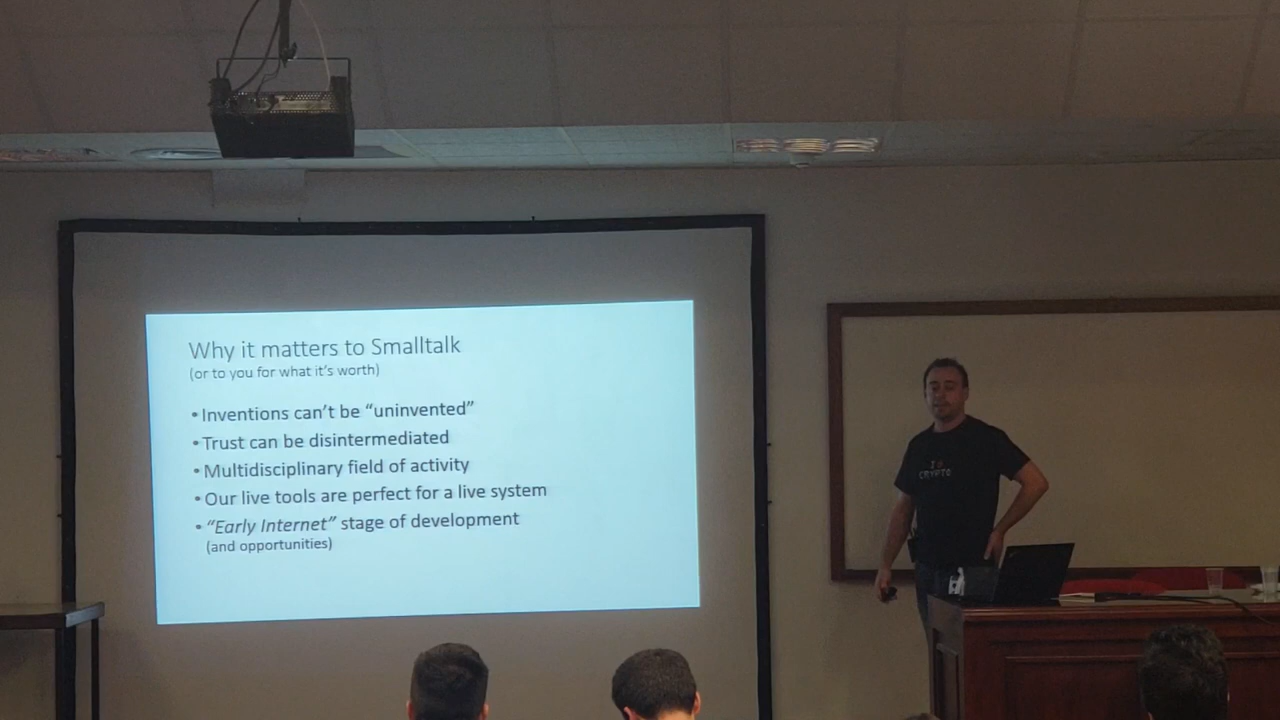 Why it matters to Smalltalk
(or to you for what it's worth)
• Inventions can't be “uninvented”
• Trust can be disintermediated
• Multidisciplinary field of activity
• Our live tools are perfect for a live system
• “Early Internet” stage of development
(and opportunities)
I
CRYPTO